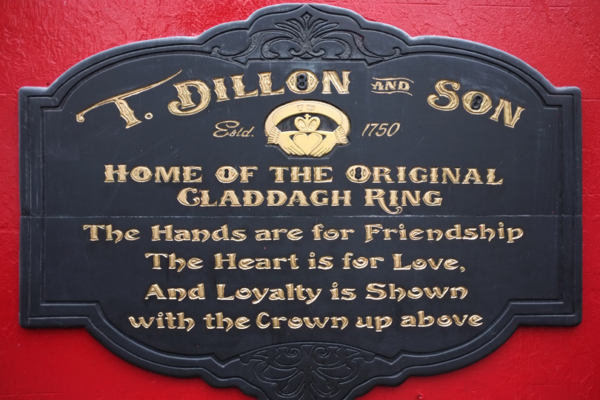 T. Dillon and Son
Estd. 1750
Home of the Original
Claddagh Ring
The Hands are for Friendship
The Heart is for Love,
And Loyalty is Shown
with the Crown up above